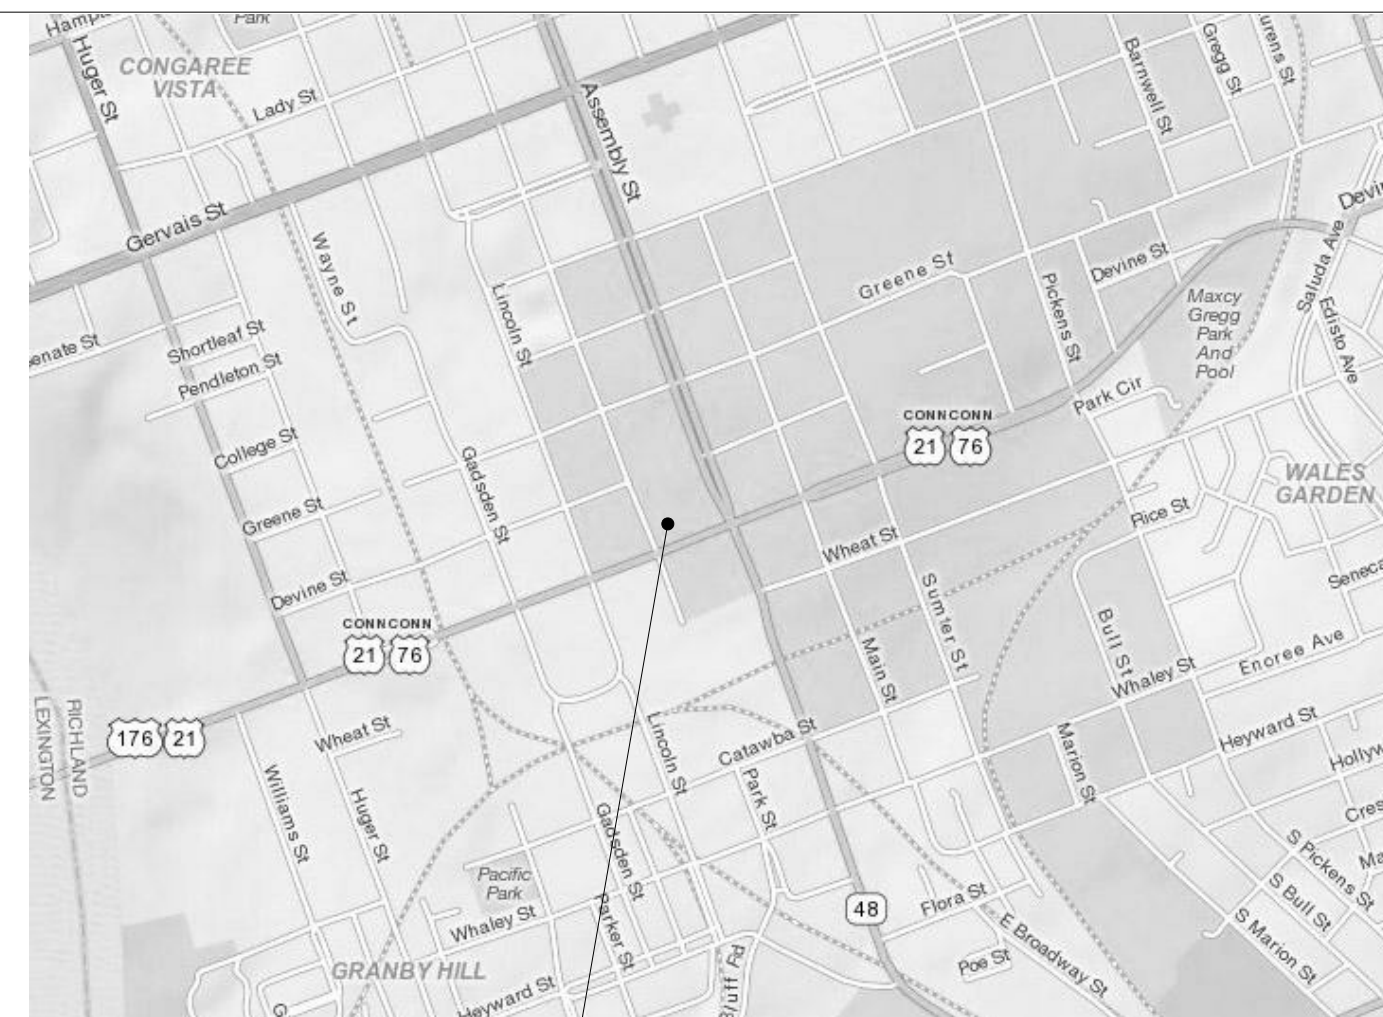 Park
Huger St
CONGAREE
VISTA
Lady St
Assembly St
Barnwell St
Gregg St
Gervais St
Wayne St
Lincoln St
Greene St
Pickens St
Devine St
Saluda Ave
Edisto Ave
Maxcy
Gregg
Park
And
Pool
Shortleaf St
Pendleton St
Park Cir
CONN CONN
21 76
College St
Gadsden St
WALES
GARDEN
Greene St
Rice St
Wheat St
Devine St
Sumter St
CONN CONN
21 76
Bull St
Main St
Whaley St
Enoree Ave
RICHLAND
LEXINGTON
176 21
Wheat St
Lincoln St
Catawba St
Marion St
Heyward St
Williams St
Huger St
Park St
Gadsden St
S Pickens St
Pacific
Park
Parker St
Whaley St
48
Flora St
S Bull St
E Broadway St
S Marion St
Poe St
GRANBY HILL
Heyward St
Bluff Rd